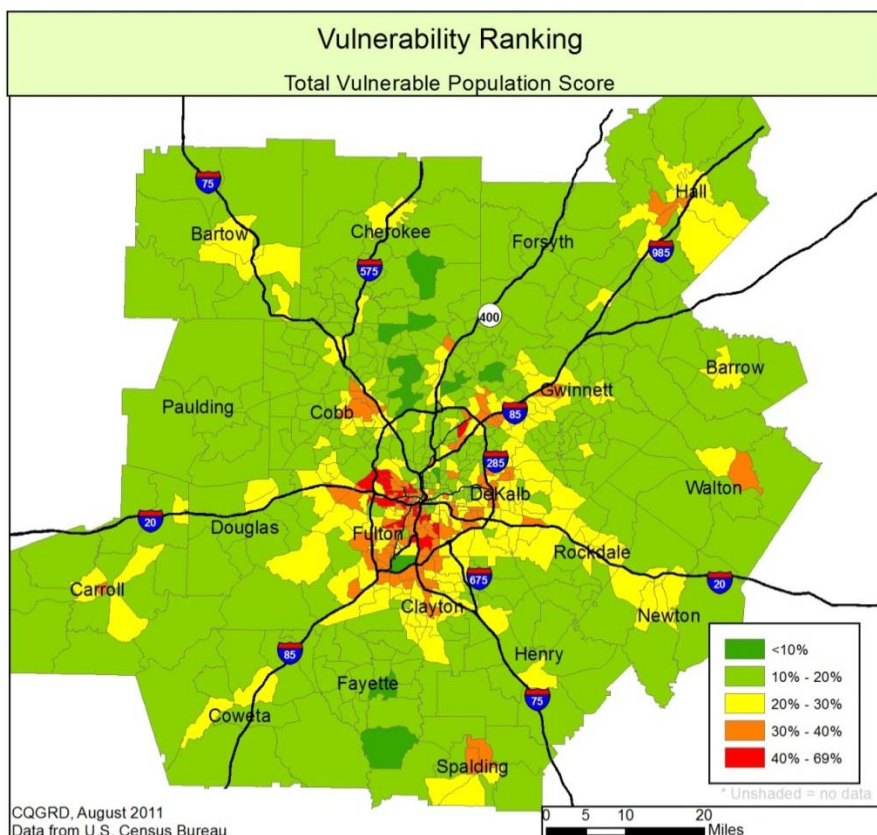 Vulnerability Ranking
Total Vulnerable Population Score
75
Hall
Bartow
Cherokee
Forsyth
575
985
400
Barrow
Gwinnett
Paulding
Cobb
85
285
Walton
DeKalb
20
Douglas
Fulton
Rockdale
Carroll
675
20
Clayton
Newton
85
Henry
Fayette
75
Coweta
Spalding
<10%
10% - 20%
20% - 30%
30% - 40%
40% - 69%
* Unshaded = no data
CQGRD, August 2011
Data from U.S. Census Bureau
0 5 10 20
Miles